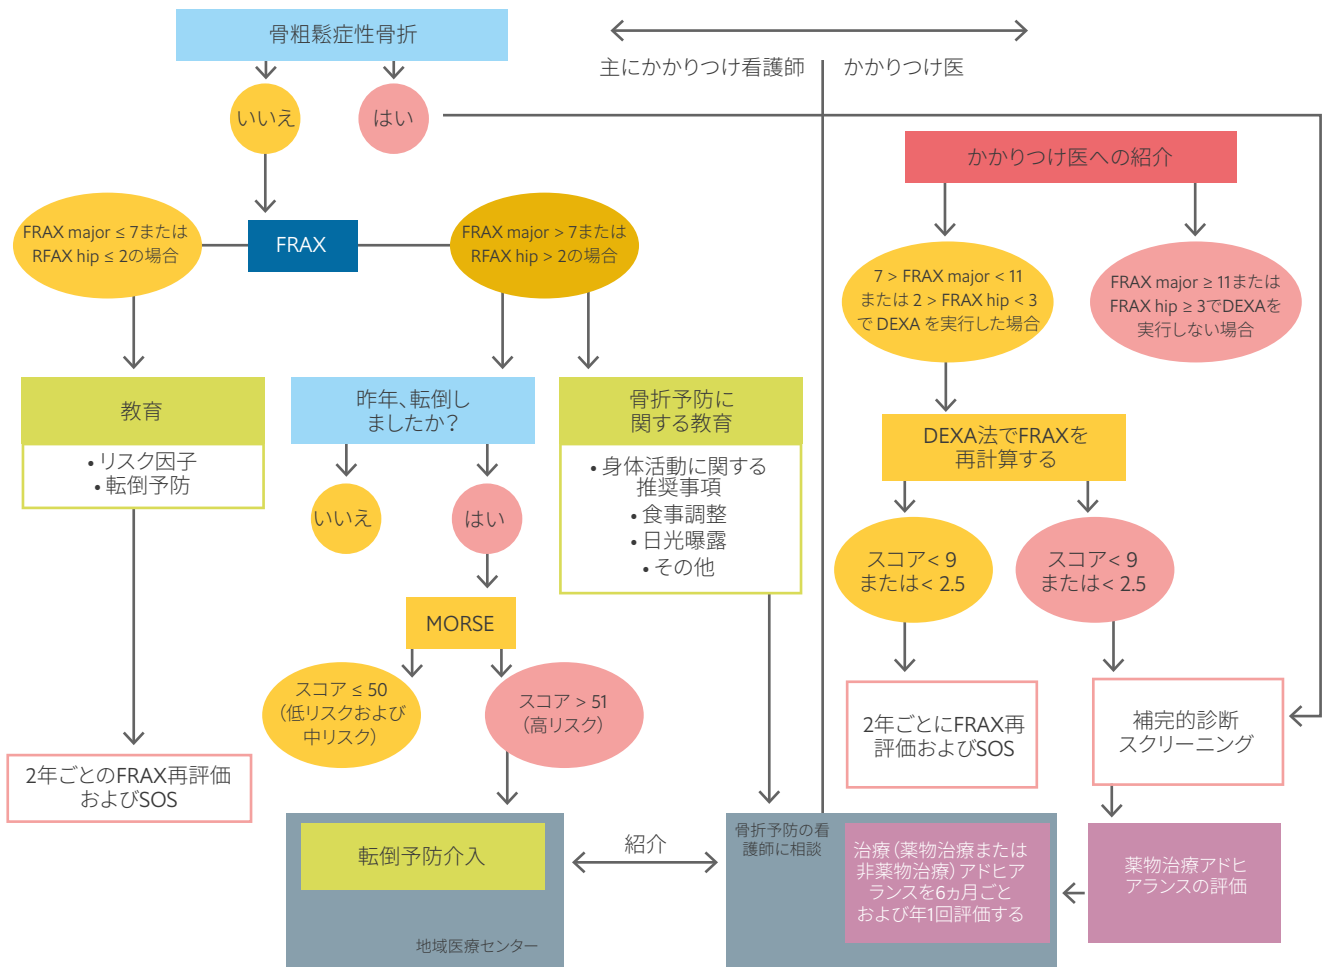 骨粗鬆症性骨折
主にかかりつけ看護師
かかりつけ医
いいえ
はい
かかりつけ医への紹介
FRAX major ≤ 7または
RFAX hip ≤ 2の場合
FRAX
FRAX major > 7または
RFAX hip > 2の場合
7 > FRAX major < 11
または 2 > FRAX hip < 3
で DEXA を実行した場合
FRAX major ≥ 11または
FRAX hip ≥ 3でDEXAを
実行しない場合
教育
• リスク因子
• 転倒予防
昨年、転倒し
ましたか？
骨折予防に
関する教育
• 身体活動に関する
推奨事項
• 食事調整
• 日光曝露
• その他
DEXA法でFRAXを
再計算する
いいえ
はい
スコア< 9
または< 2.5
スコア< 9
または< 2.5
MORSE
スコア ≤ 50
（低リスクおよび
中リスク）
スコア > 51
（高リスク）
2年ごとにFRAX再
評価およびSOS
補完的診断
スクリーニング
2年ごとのFRAX再評価
およびSOS
転倒予防介入
地域医療センター
紹介
骨折予防の看
護師に相談
治療（薬物治療または
非薬物治療）アドヒア
ランスを6ヵ月ごと
および年1回評価する
薬物治療アドヒ
アランスの評価